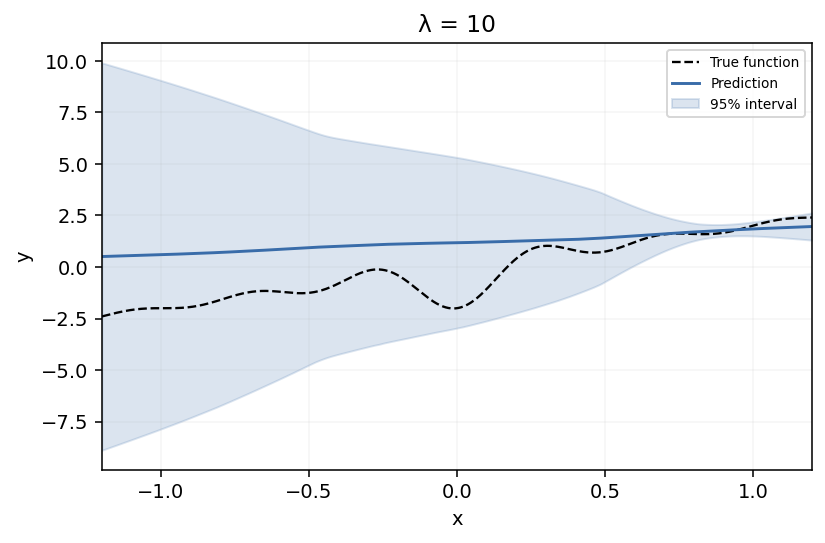 λ = 10
True function
Prediction
95% interval
10.0
7.5
5.0
2.5
0.0
−2.5
−5.0
−7.5
y
−1.0 −0.5 0.0 0.5 1.0
x